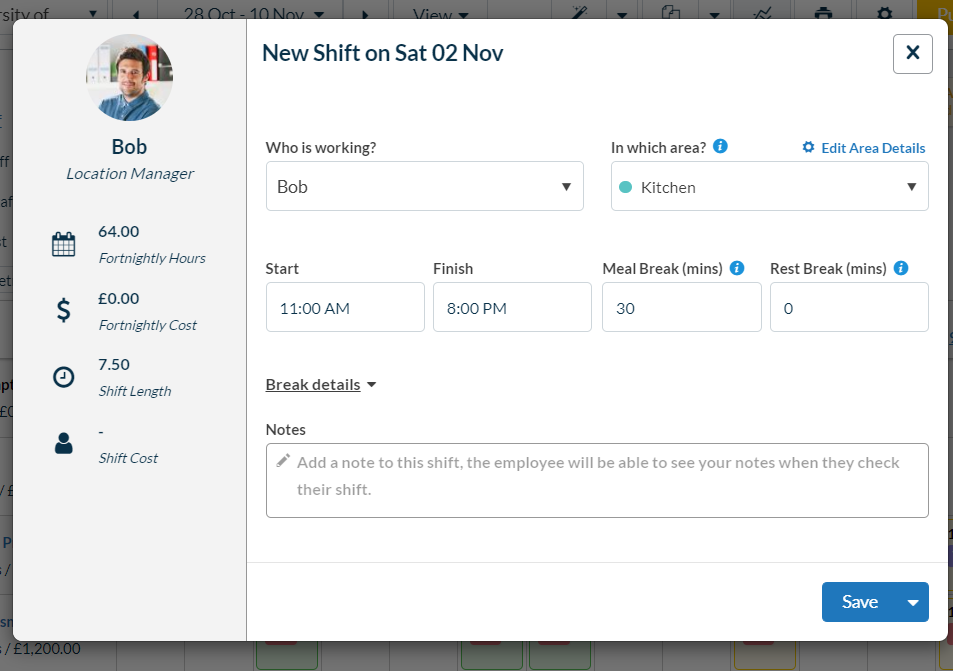 rsity of
28 Oct - 10 Nov
View
New Shift on Sat 02 Nov
Bob
Location Manager
64.00
Fortnightly Hours
£0.00
Fortnightly Cost
7.50
Shift Length
-
Shift Cost
Who is working?
In which area?
Edit Area Details
Bob
Kitchen
Start
Finish
Meal Break (mins)
Rest Break (mins)
11:00 AM
8:00 PM
30
0
Break details
Notes
Add a note to this shift, the employee will be able to see your notes when they check
their shift.
Save
/ £1,200.00